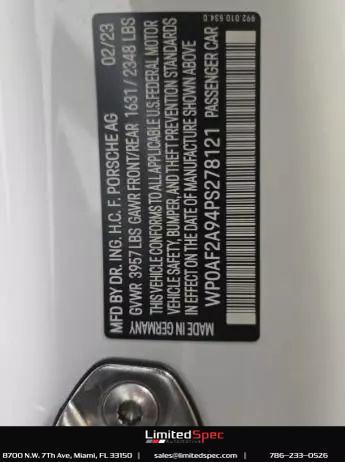 992.010.534.0
MFD BY DR. ING. H.C. F. PORSCHE AG 02/23
GVWR 3957 LBS GAWR FRONT/REAR 1631/2348 LBS
THIS VEHICLE CONFORMS TO ALL APPLICABLE U.S.FEDERAL MOTOR
VEHICLE SAFETY, BUMPER, AND THEFT PREVENTION STANDARDS
IN EFFECT ON THE DATE OF MANUFACTURE SHOWN ABOVE
WP0AF2A94PS278121 PASSENGER CAR
MADE IN GERMANY
LimitedSpec
8700 N.W. 7Th Ave, Miami, FL 33150 | sales@limitedspec.com | 786-233-0526